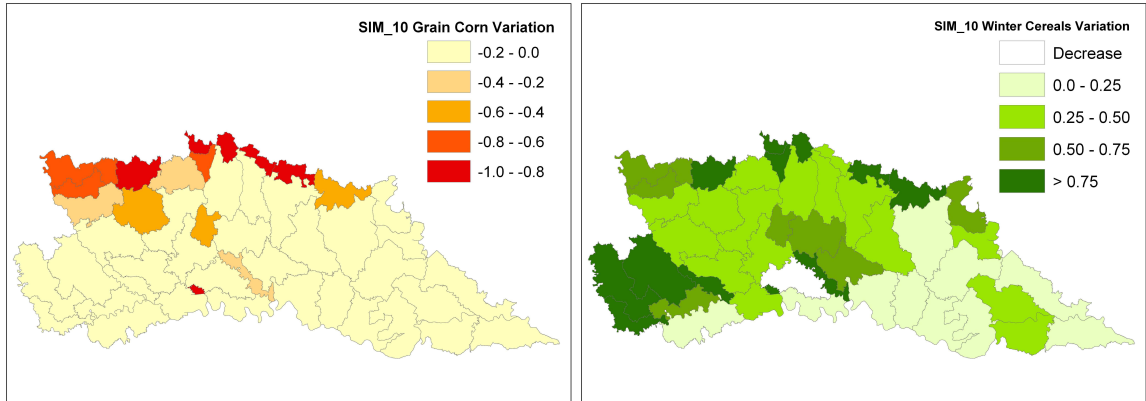 SIM_10 Grain Corn Variation
-0.2 - 0.0
-0.4 - -0.2
-0.6 - -0.4
-0.8 - -0.6
-1.0 - -0.8
SIM_10 Winter Cereals Variation
Decrease
0.0 - 0.25
0.25 - 0.50
0.50 - 0.75
> 0.75